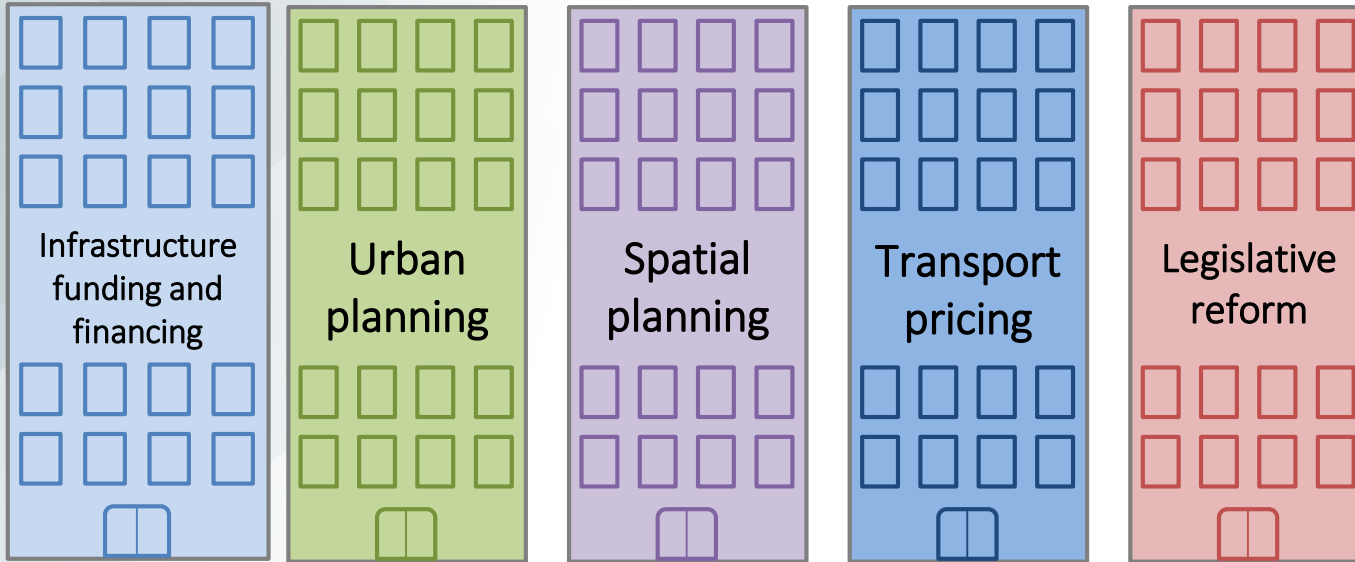 Infrastructure
funding and
financing
Urban
planning
Spatial
planning
Transport
pricing
Legislative
reform